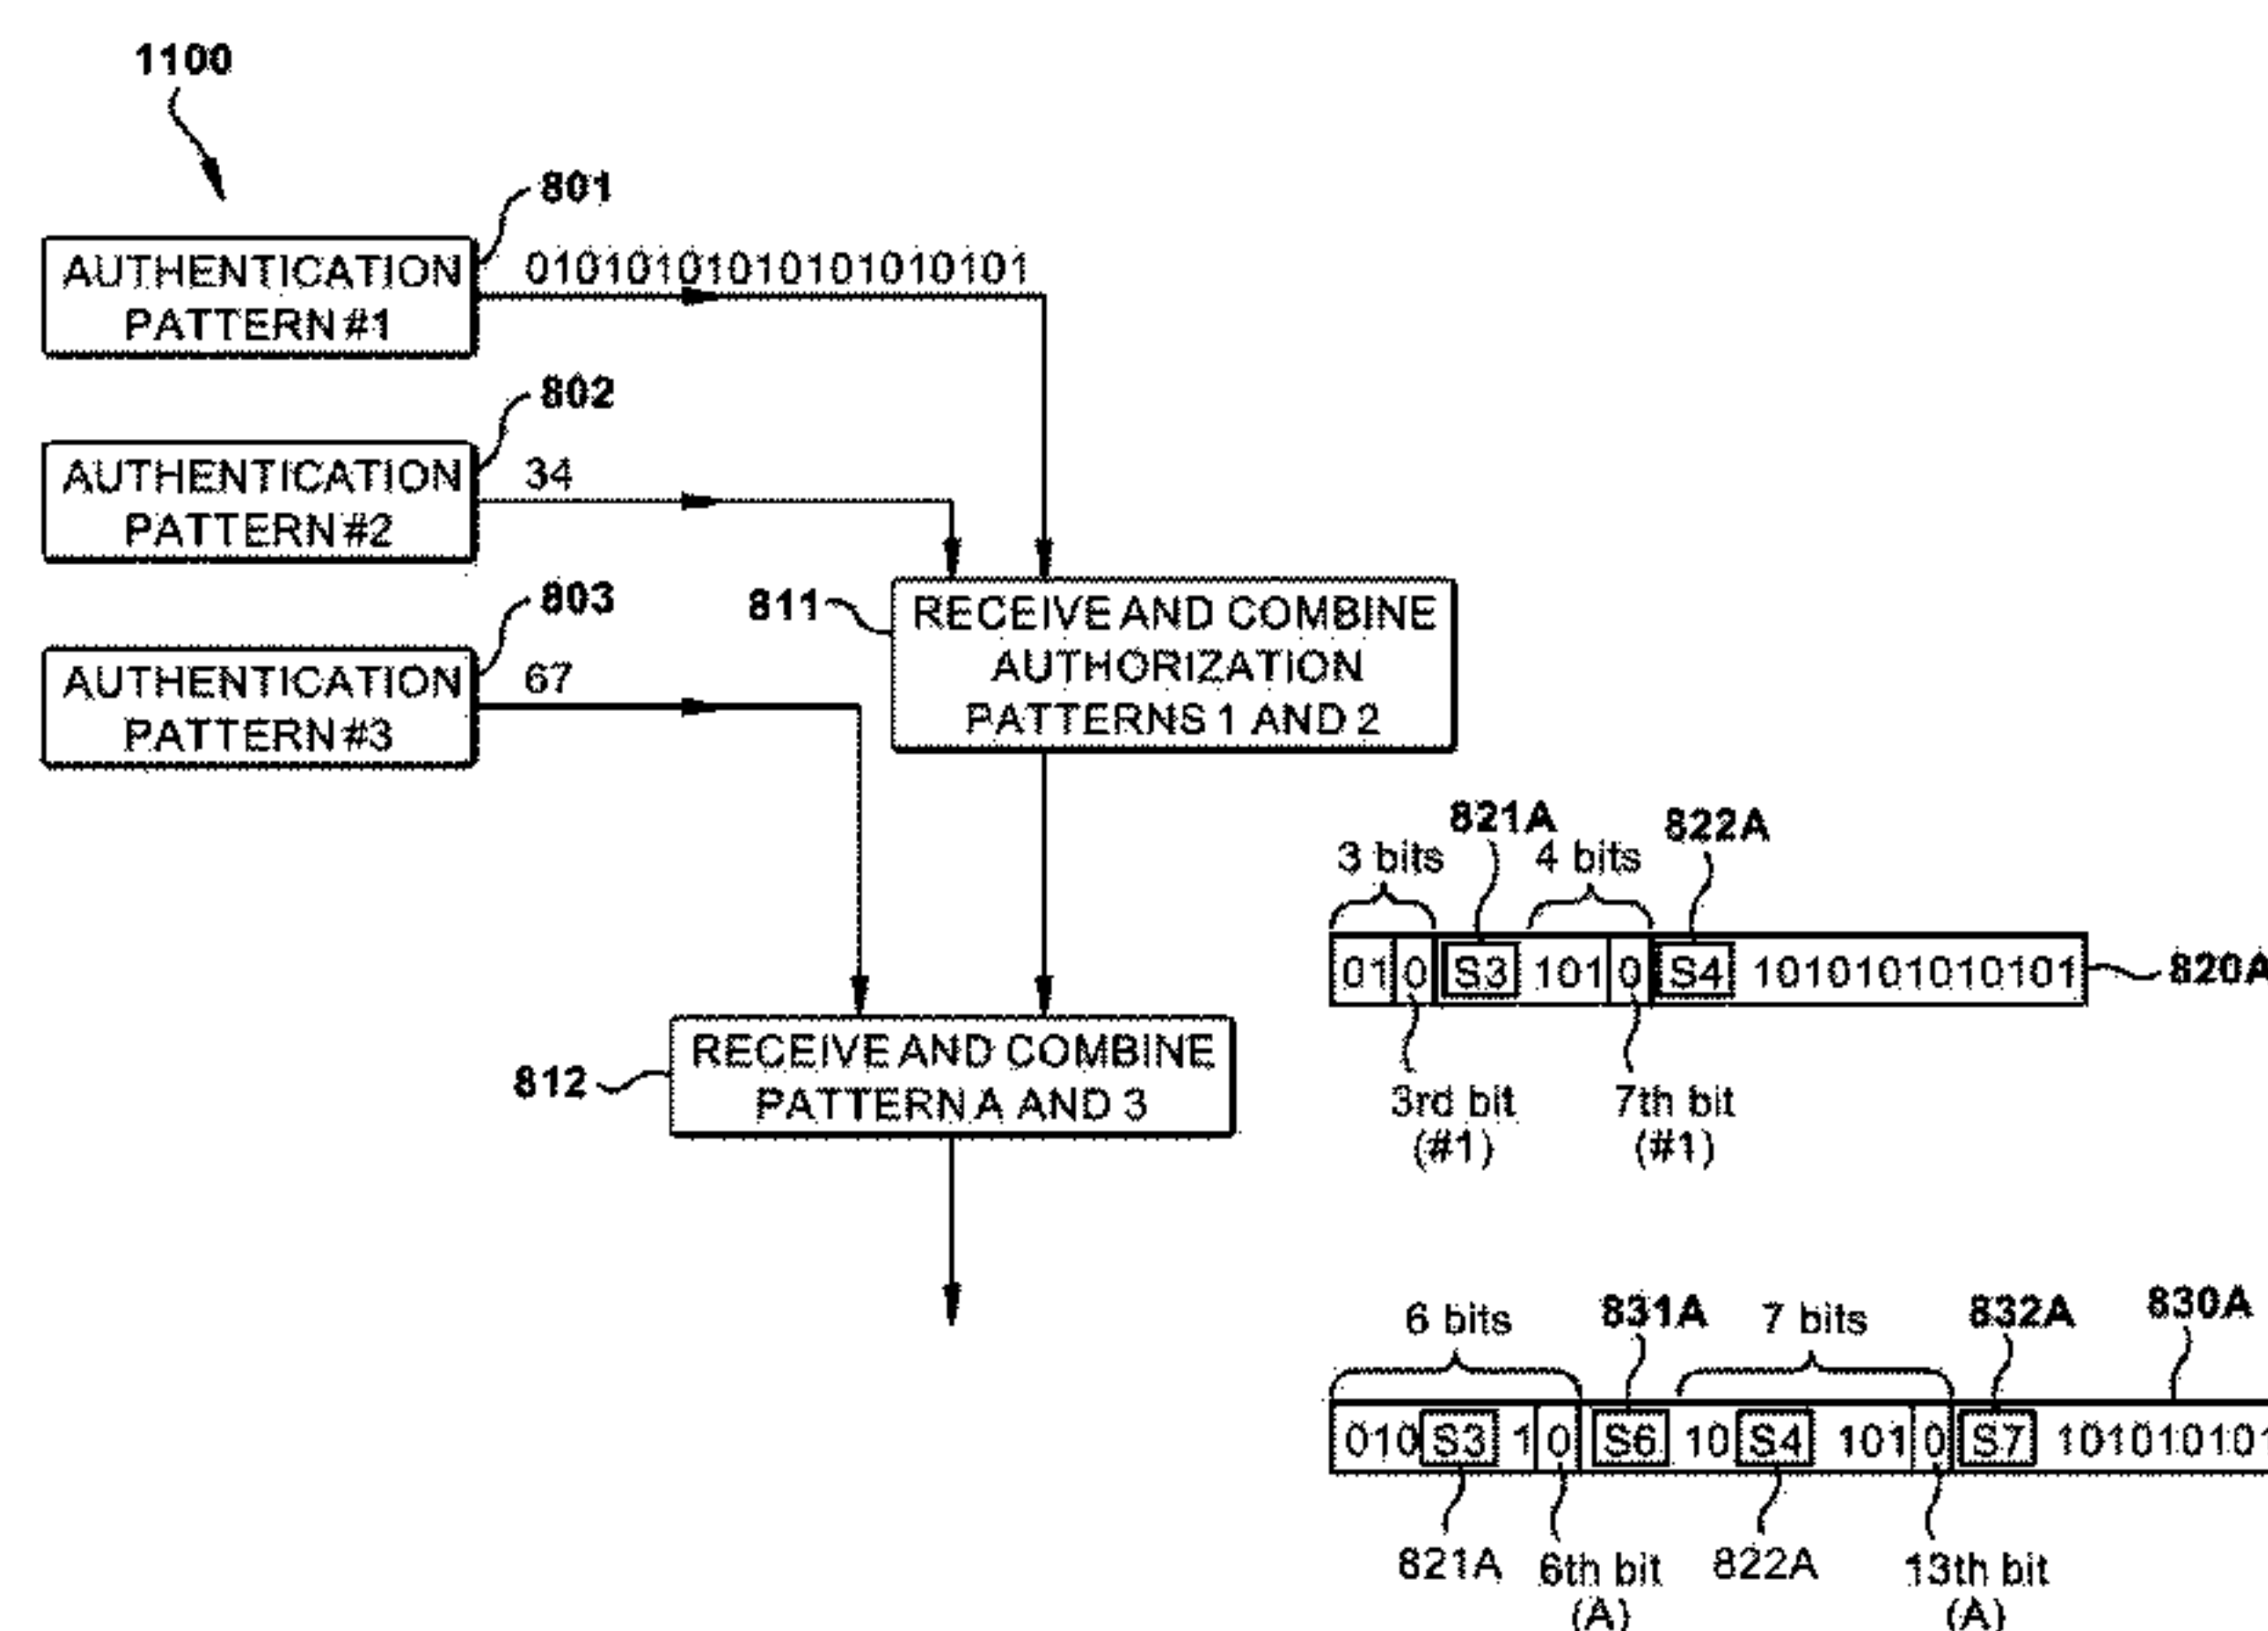 1100
801
AUTHENTICATION
PATTERN #1
01010101010101010101
802
AUTHENTICATION
PATTERN #2
34
803
AUTHENTICATION
PATTERN #3
67
811
RECEIVE AND COMBINE
AUTHORIZATION
PATTERNS 1 AND 2
812
RECEIVE AND COMBINE
PATTERN A AND 3
821A
822A
3 bits
4 bits
01 0 S3 101 0 S4 1010101010101
820A
3rd bit
(#1)
7th bit
(#1)
6 bits
831A
7 bits
832A
830A
010 S3 1 0 S6 10 S4 101 0 S7 101010101
821A
6th bit
(A)
822A
13th bit
(A)